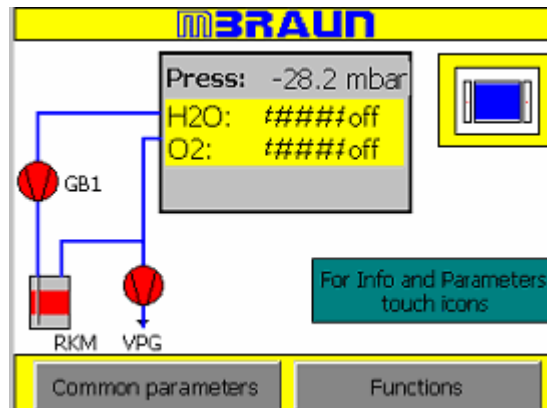 mBRAUN
Press: -28.2 mbar
H2O: #####off
O2: #####off
GB1
For Info and Parameters
touch icons
RKM VPG
Common parameters Functions